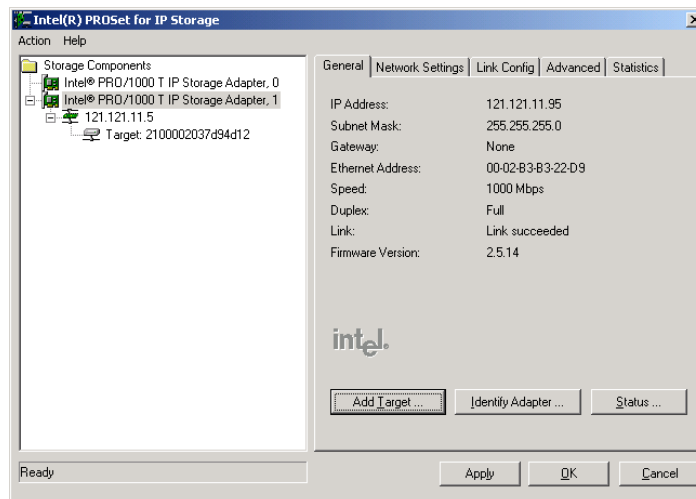 Intel(R) PROSet for IP Storage
Action Help
Storage Components
Intel® PRO/1000 T IP Storage Adapter, 0
Intel® PRO/1000 T IP Storage Adapter, 1
121.121.11.5
Target: 2100002037d94d12
General Network Settings Link Config Advanced Statistics
IP Address: 121.121.11.95
Subnet Mask: 255.255.255.0
Gateway: None
Ethernet Address: 00-02-B3-B3-22-D9
Speed: 1000 Mbps
Duplex: Full
Link: Link succeeded
Firmware Version: 2.5.14
intel®
Add Target ... Identify Adapter ... Status ...
Ready
Apply OK Cancel